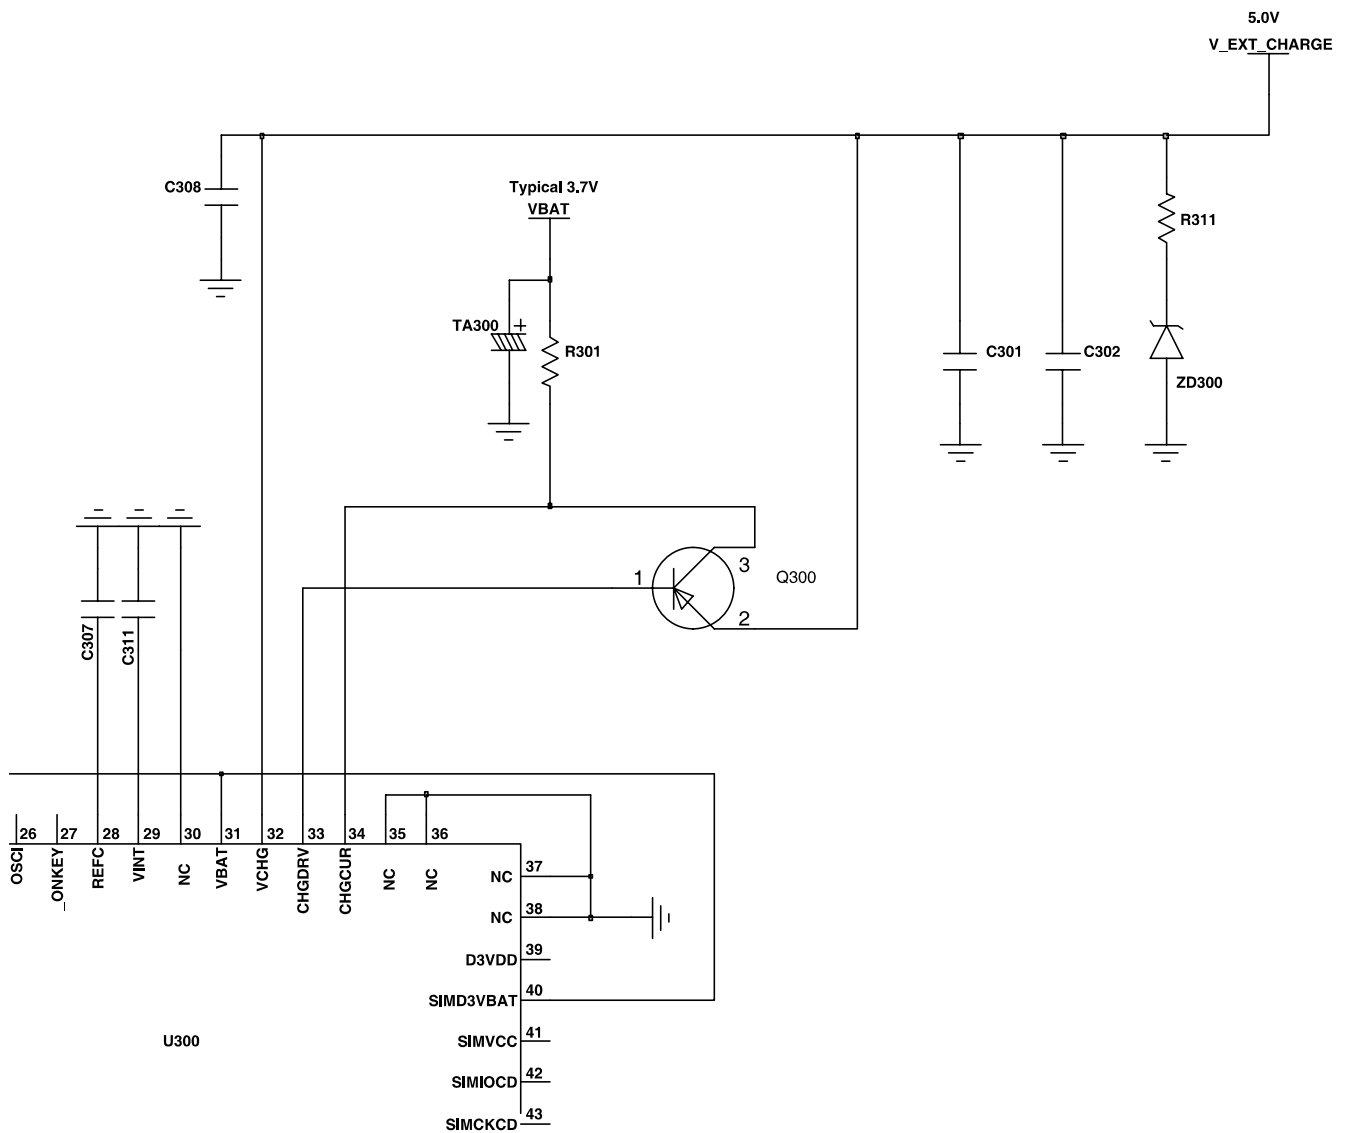 5.0V
V_EXT_CHARGE
C308
Typical 3.7V
VBAT
R311
TA300 +
R301
C301
C302
ZD300
1
3
Q300
2
C307
C311
26
27
28
29
30
31
32
33
34
35
36
OSCI
_ONKEY
REFC
VINT
NC
VBAT
VCHG
CHGDRV
CHGCUR
NC
NC
NC 37
NC 38
D3VDD 39
SIMD3VBAT 40
U300
SIMVCC 41
SIMIOCD 42
SIMCKCD 43